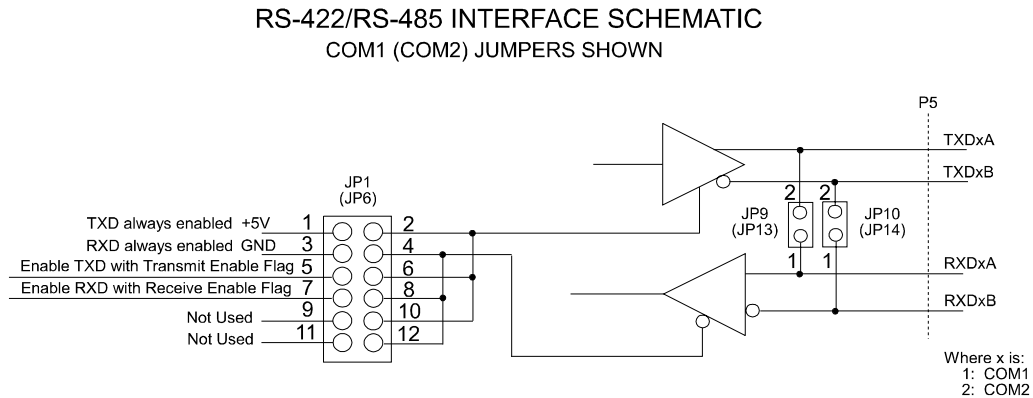 RS-422/RS-485 INTERFACE SCHEMATIC
COM1 (COM2) JUMPERS SHOWN
P5
TXDxA
TXDxB
JP1
(JP6)
2 2
JP9
(JP13)
JP10
(JP14)
1 1
TXD always enabled +5V 1 2
RXD always enabled GND 3 4
Enable TXD with Transmit Enable Flag 5 6
Enable RXD with Receive Enable Flag 7 8
Not Used 9 10
Not Used 11 12
RXDxA
RXDxB
Where x is:
1: COM1
2: COM2